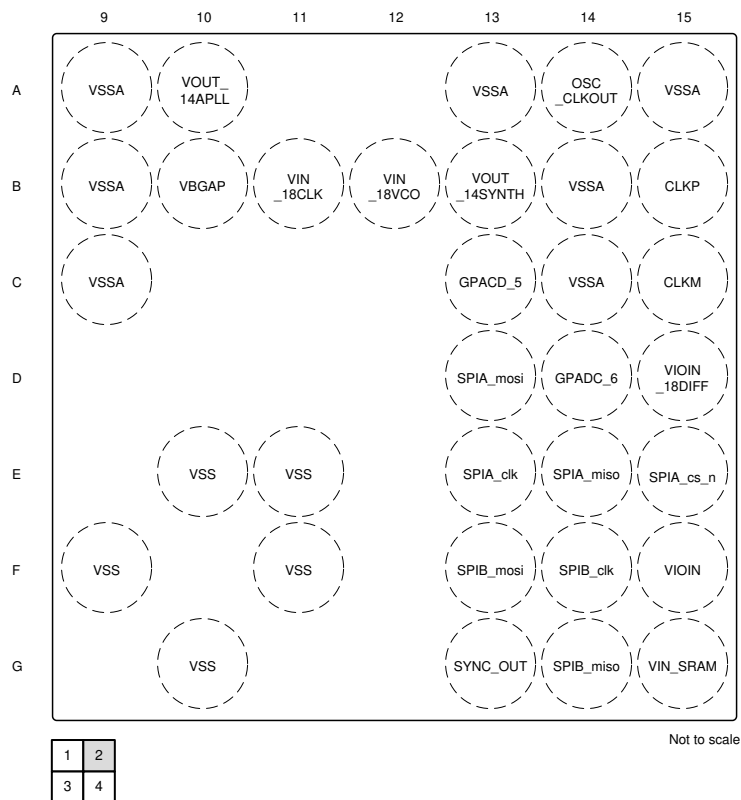 9 10 11 12 13 14 15
A
VSSA
VOUT_
14APLL
VSSA
OSC
_CLKOUT
VSSA
B
VSSA
VBGAP
VIN
_18CLK
VIN
_18VCO
VOUT
_14SYNTH
VSSA
CLKP
C
VSSA
GPACD_5
VSSA
CLKM
D
SPIA_mosi
GPADC_6
VIOIN
_18DIFF
E
VSS
VSS
SPIA_clk
SPIA_miso
SPIA_cs_n
F
VSS
VSS
SPIB_mosi
SPIB_clk
VIOIN
G
VSS
SYNC_OUT
SPIB_miso
VIN_SRAM
Not to scale
1 2
3 4